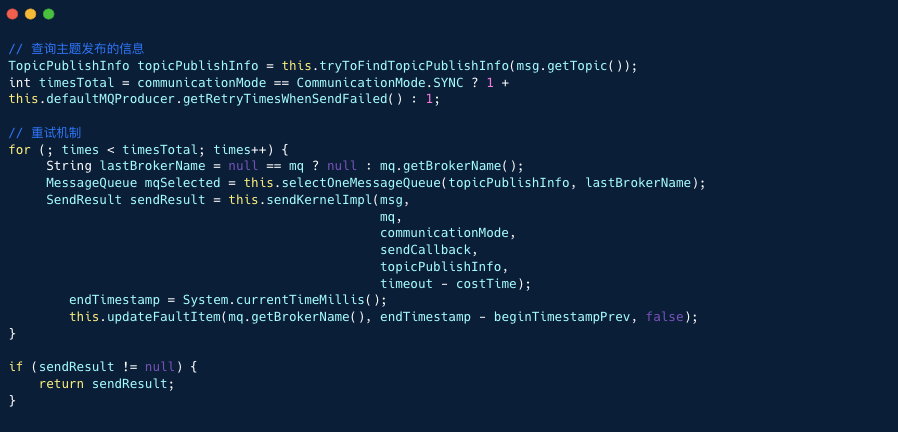 // 查询主题发布的信息
TopicPublishInfo topicPublishInfo = this.tryToFindTopicPublishInfo(msg.getTopic());
int timesTotal = communicationMode == CommunicationMode.SYNC ? 1 +
this.defaultMQProducer.getRetryTimesWhenSendFailed() : 1;
// 重试机制
for (; times < timesTotal; times++) {
String lastBrokerName = null == mq ? null : mq.getBrokerName();
MessageQueue mqSelected = this.selectOneMessageQueue(topicPublishInfo, lastBrokerName);
SendResult sendResult = this.sendKernelImpl(msg,
mq,
communicationMode,
sendCallback,
topicPublishInfo,
timeout - costTime);
endTimestamp = System.currentTimeMillis();
this.updateFaultItem(mq.getBrokerName(), endTimestamp - beginTimestampPrev, false);
}
if (sendResult != null) {
return sendResult;
}